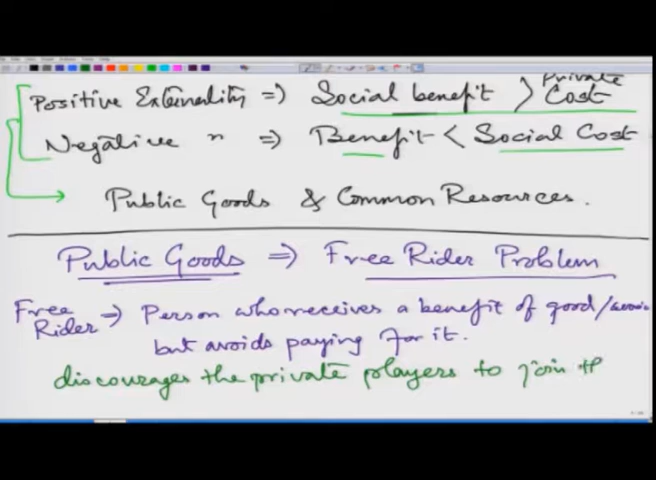 Positive Externality => Social benefit > Private Cost
Negative " => Benefit < Social Cost
Public Goods & Common Resources.
Public Goods => Free Rider Problem
Free Rider -> Person who receives a benefit of good/
but avoids paying for it.
discourages the private players to join th